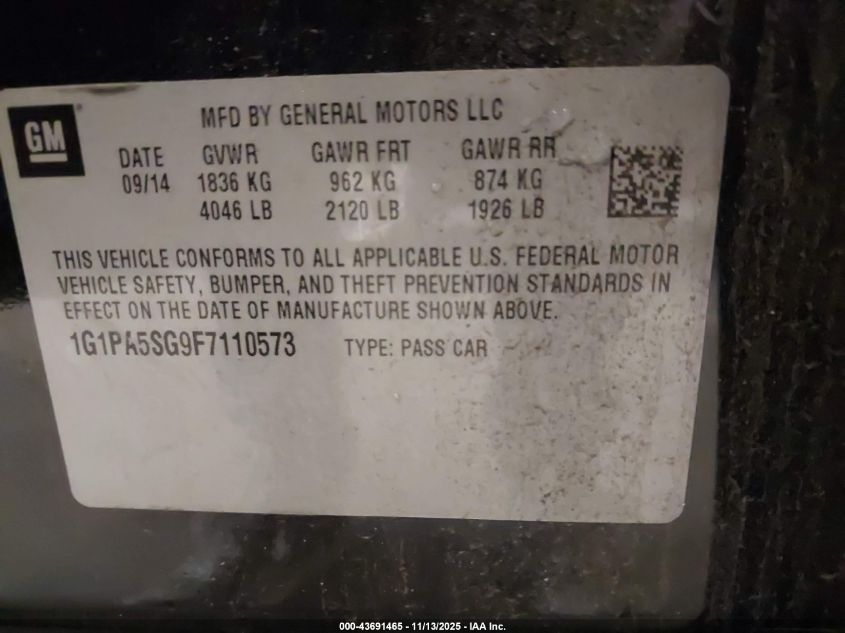 GM
MFD BY GENERAL MOTORS LLC
DATE GVWR GAWR FRT GAWR RR
09/14 1836 KG 962 KG 874 KG
4046 LB 2120 LB 1926 LB
THIS VEHICLE CONFORMS TO ALL APPLICABLE U.S. FEDERAL MOTOR
VEHICLE SAFETY, BUMPER, AND THEFT PREVENTION STANDARDS IN
EFFECT ON THE DATE OF MANUFACTURE SHOWN ABOVE.
1G1PA5SG9F7110573 TYPE: PASS CAR
000-43691465 - 11/13/2025 - IAA Inc.